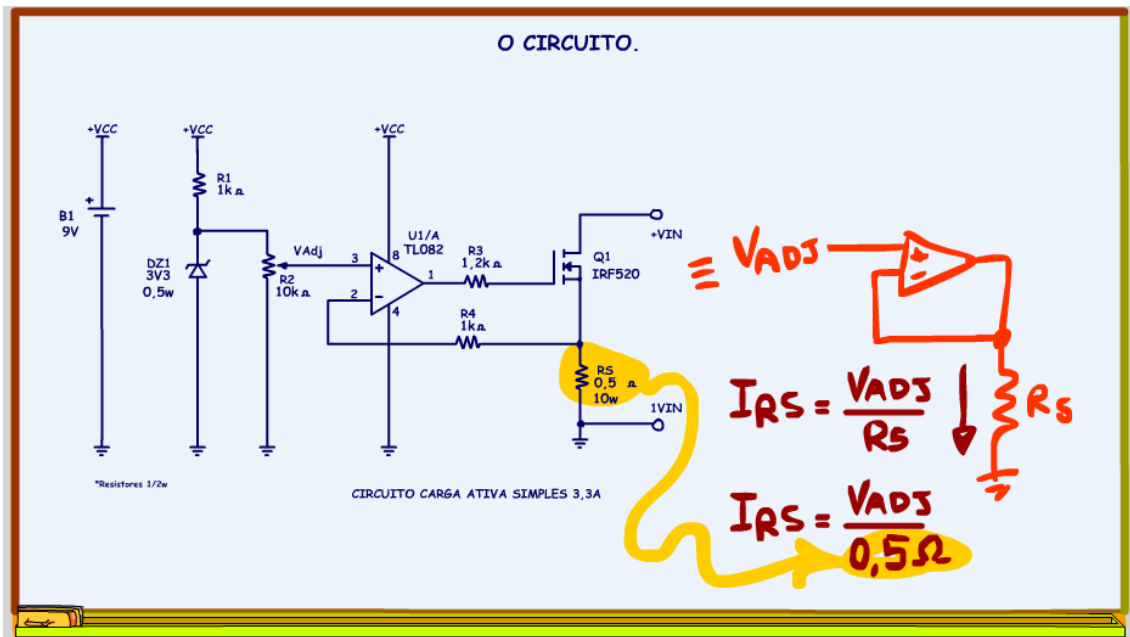 O CIRCUITO.
+VCC
+VCC
+VCC
R1
1kΩ
B1
9V
+
DZ1
3V3
0,5w
R2
10kΩ
VAdj
U1/A
TL082
3
+
8
2
-
1
4
R3
1,2kΩ
R4
1kΩ
Q1
IRF520
+VIN
RS
0,5 Ω
10w
1VIN
*Resistores 1/2w
CIRCUITO CARGA ATIVA SIMPLES 3,3A
= VADJ
+
-
RS
IRS = VADJ
RS
IRS = VADJ
0,5Ω